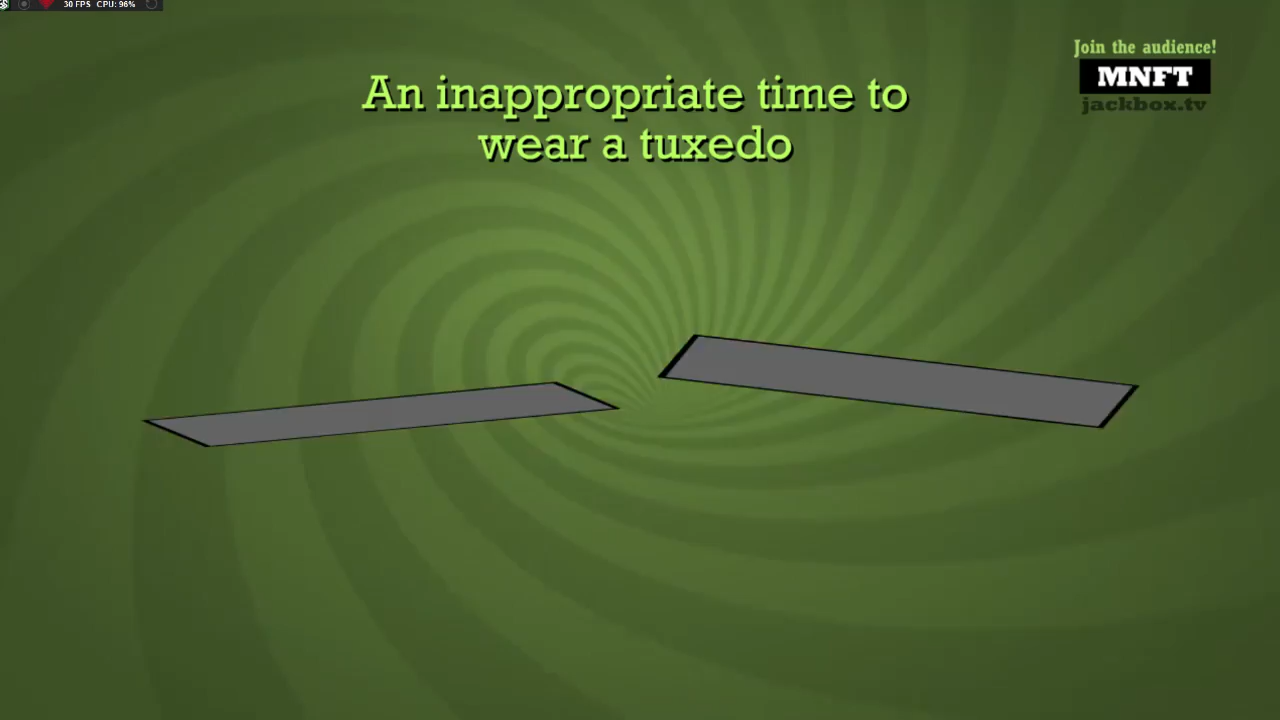 30 FPS CPU: 96%
Join the audience!
MNFT
jackbox.tv
An inappropriate time to
wear a tuxedo